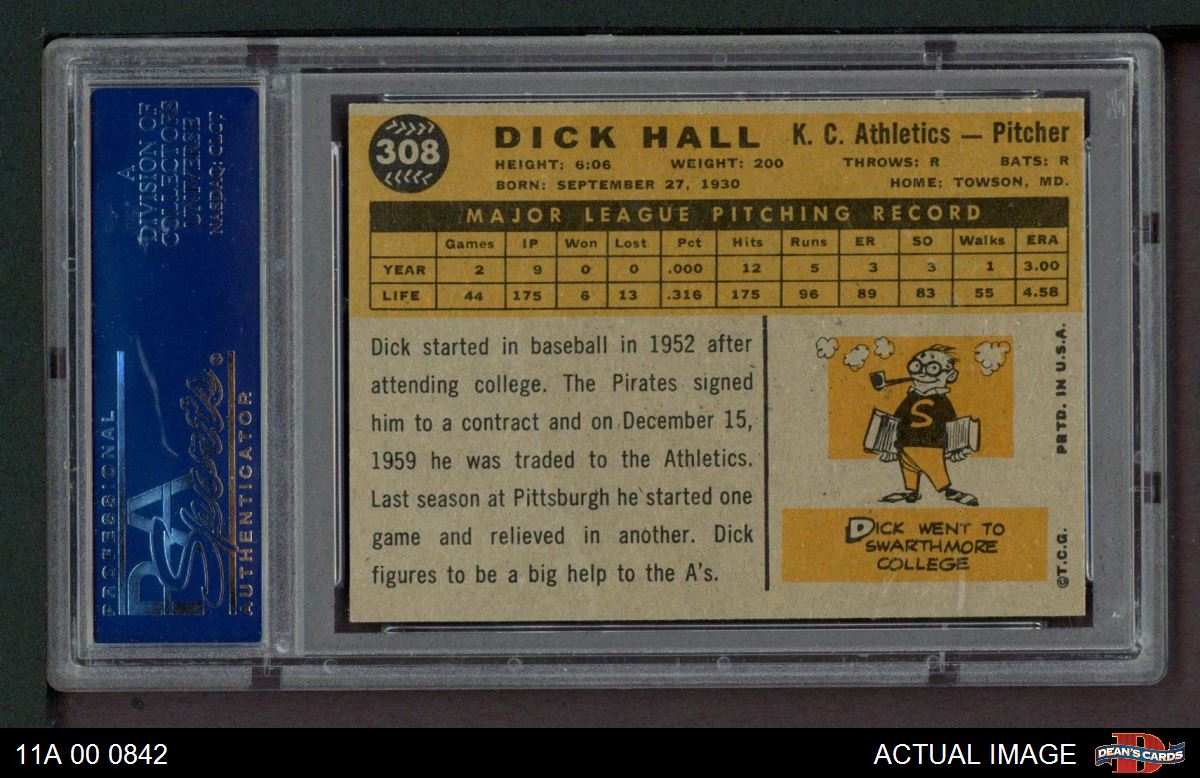 A
DIVISION OF
COLLECTORS
UNIVERSE
NASDAQ: CLCT
PROFESSIONAL
PSA
Sports
AUTHENTICATOR
308
DICK HALL K. C. Athletics — Pitcher
HEIGHT: 6:06 WEIGHT: 200 THROWS: R BATS: R
BORN: SEPTEMBER 27, 1930 HOME: TOWSON, MD.
MAJOR LEAGUE PITCHING RECORD
Games IP Won Lost Pct Hits Runs ER SO Walks ERA
YEAR 2 9 0 0 .000 12 5 3 3 1 3.00
LIFE 44 175 6 13 .316 175 96 89 83 55 4.58
Dick started in baseball in 1952 after
attending college. The Pirates signed
him to a contract and on December 15,
1959 he was traded to the Athletics.
Last season at Pittsburgh he started one
game and relieved in another. Dick
figures to be a big help to the A's.
S
DICK WENT TO
SWARTHMORE
COLLEGE
PRTD. IN U.S.A.
©T.C.G.
11A 00 0842
ACTUAL IMAGE
DEAN'S CARDS